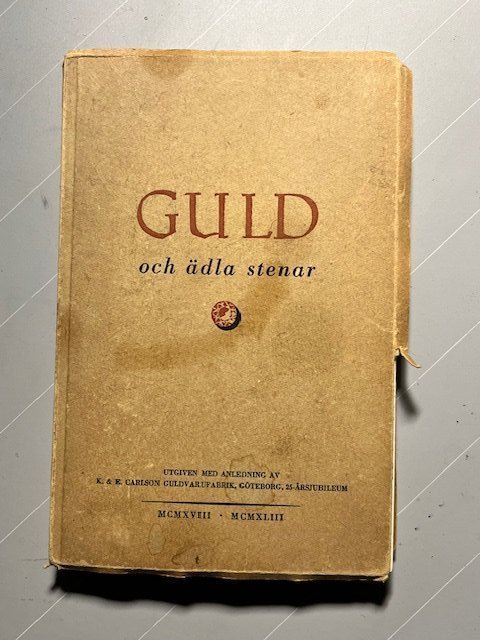 GULD
och ädla stenar
UTGIVEN MED ANLEDNING AV
K. & E. CARLSON GULDVARUFABRIK, GÖTEBORG, 25-ÅRSJUBILEUM
MCMXVIII · MCMXLIII